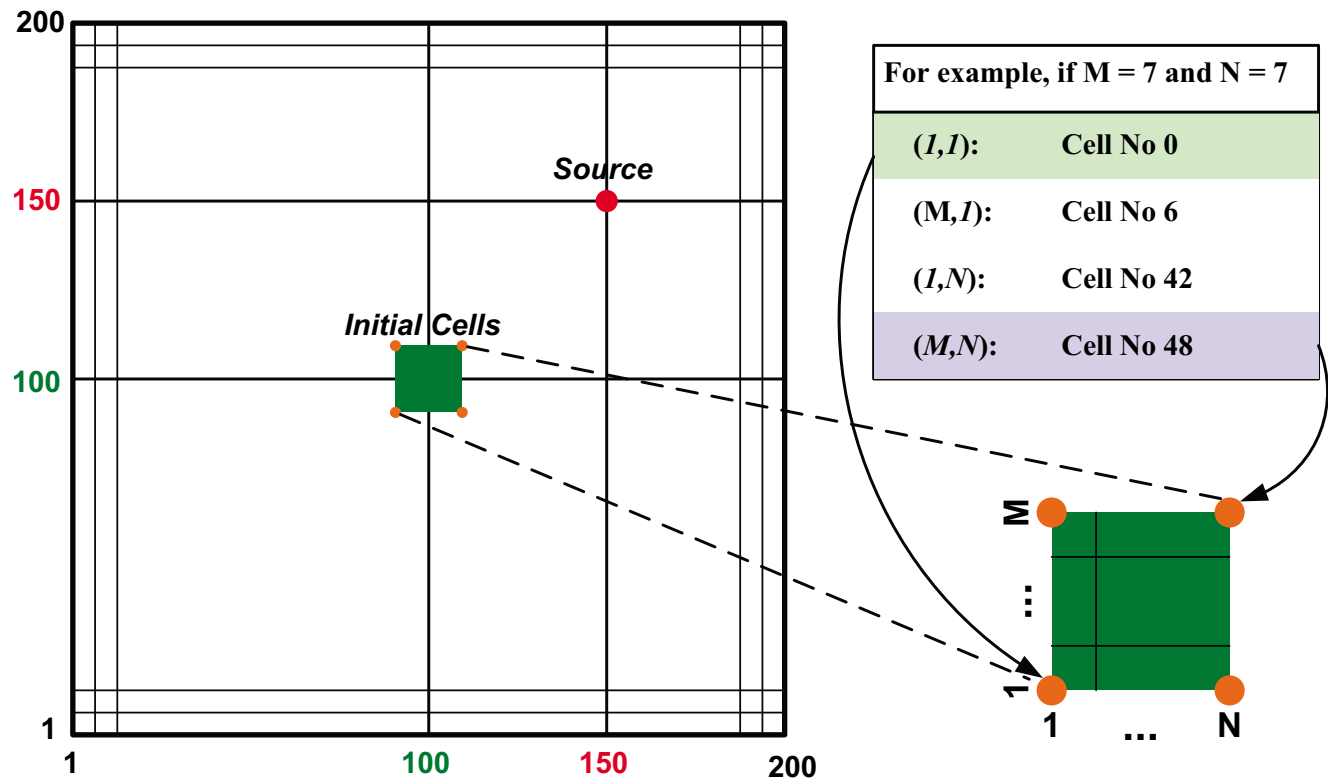 200
150
100
1
1
100
150
200
Source
Initial Cells
For example, if M = 7 and N = 7
(1,1): Cell No 0
(M,1): Cell No 6
(1,N): Cell No 42
(M,N): Cell No 48
M
...
1
1
...
N